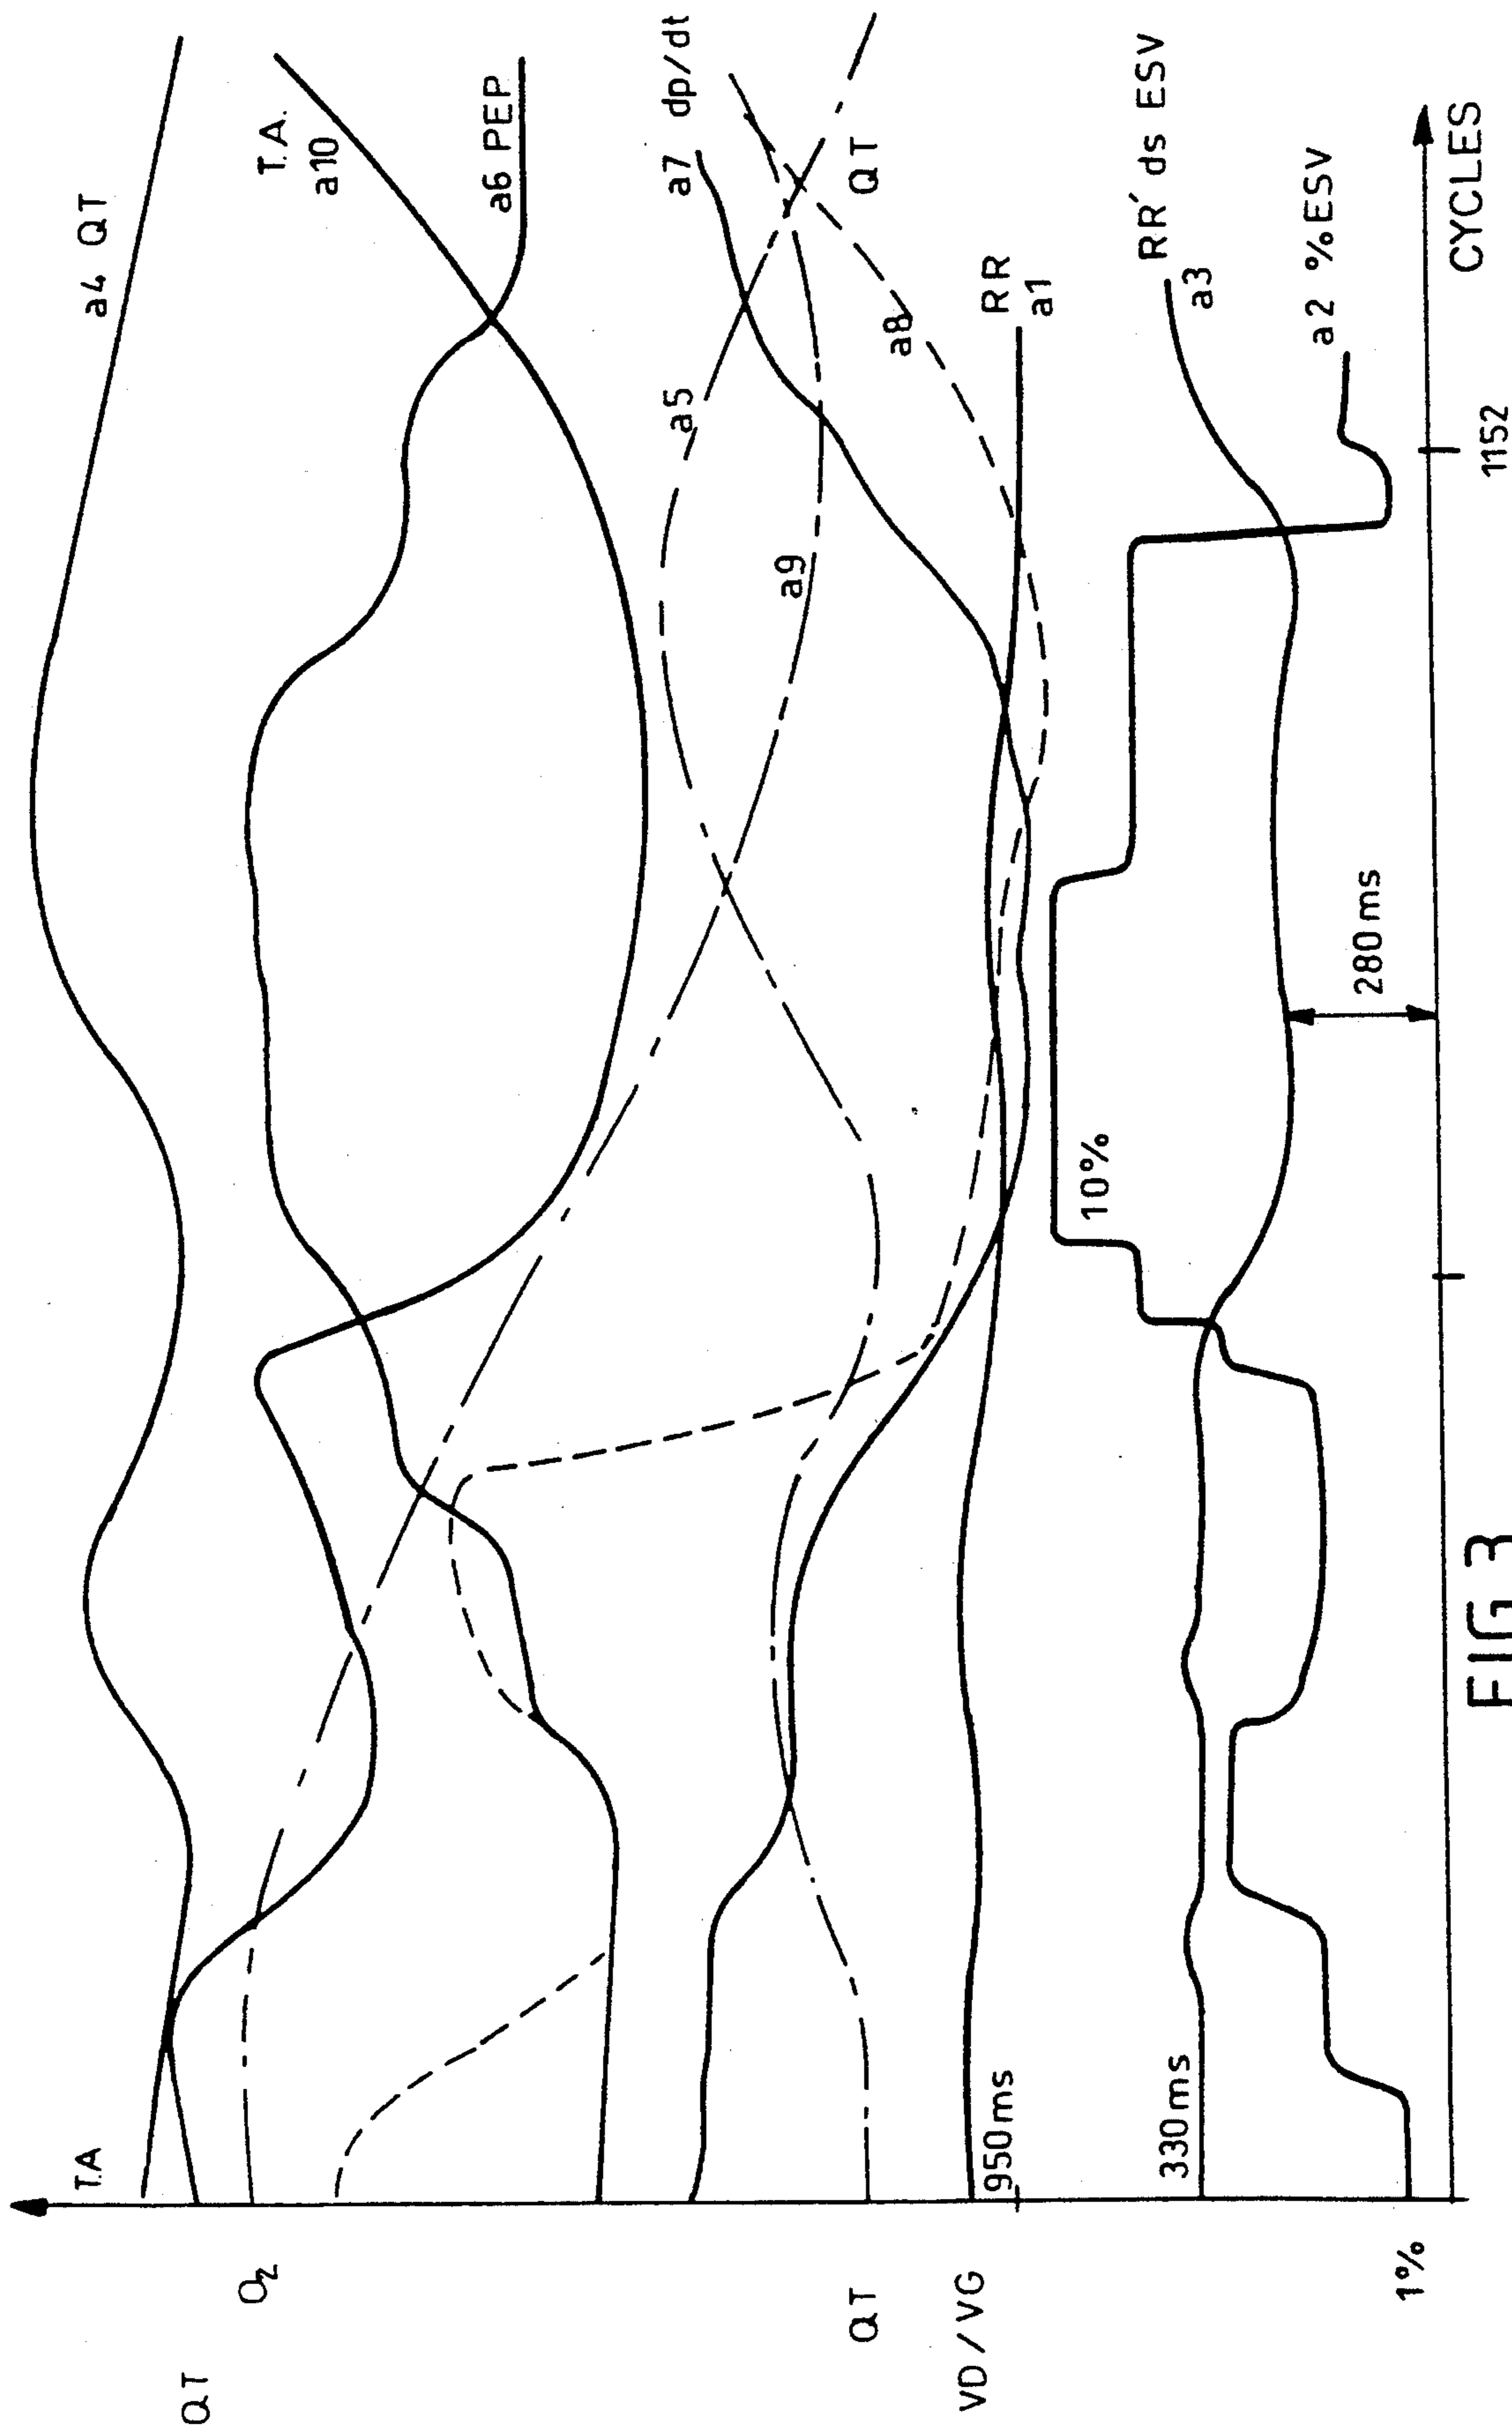 TA
QT
O₂
QT
VD/VG
1%
950ms
330ms
10%
280ms
a4 QT
T.A.
a10
a6 PEP
a7 dp/dt
a5
QT
a9
a8
RR
a1
RR' ds ESV
a3
a2 %ESV
1152
CYCLES
FIG.3